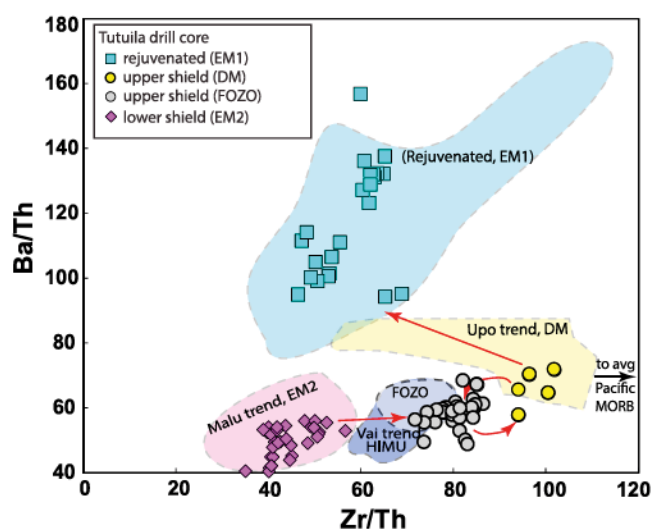 180
160
140
120
100
80
60
40
Ba/Th
Tutuila drill core
rejuvenated (EM1)
upper shield (DM)
upper shield (FOZO)
lower shield (EM2)
(Rejuvenated, EM1)
Upo trend, DM
to avg
Pacific
MORB
FOZO
Malu trend, EM2
Vai trend
HIMU
0 20 40 60 80 100 120
Zr/Th